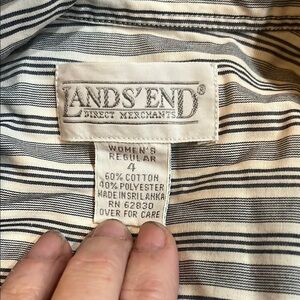 LANDS' END®
DIRECT MERCHANTS
WOMEN'S
REGULAR
4
60% COTTON
40% POLYESTER
MADE IN SRI LANKA
RN 62830
OVER FOR CARE